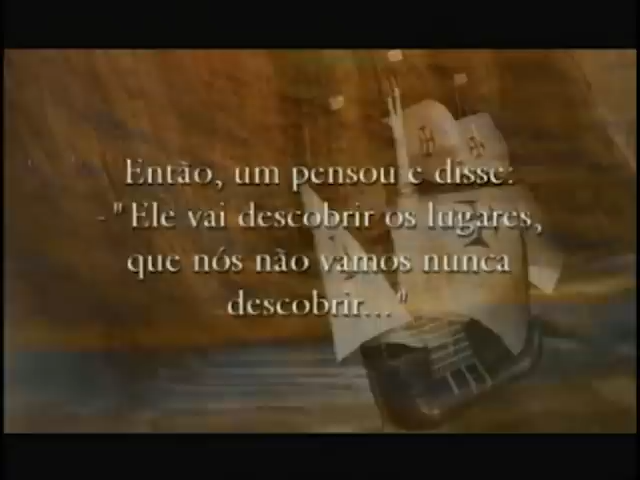 Então, um pensou e disse:
-"Ele vai descobrir os lugares,
que nós não vamos nunca
descobrir..."